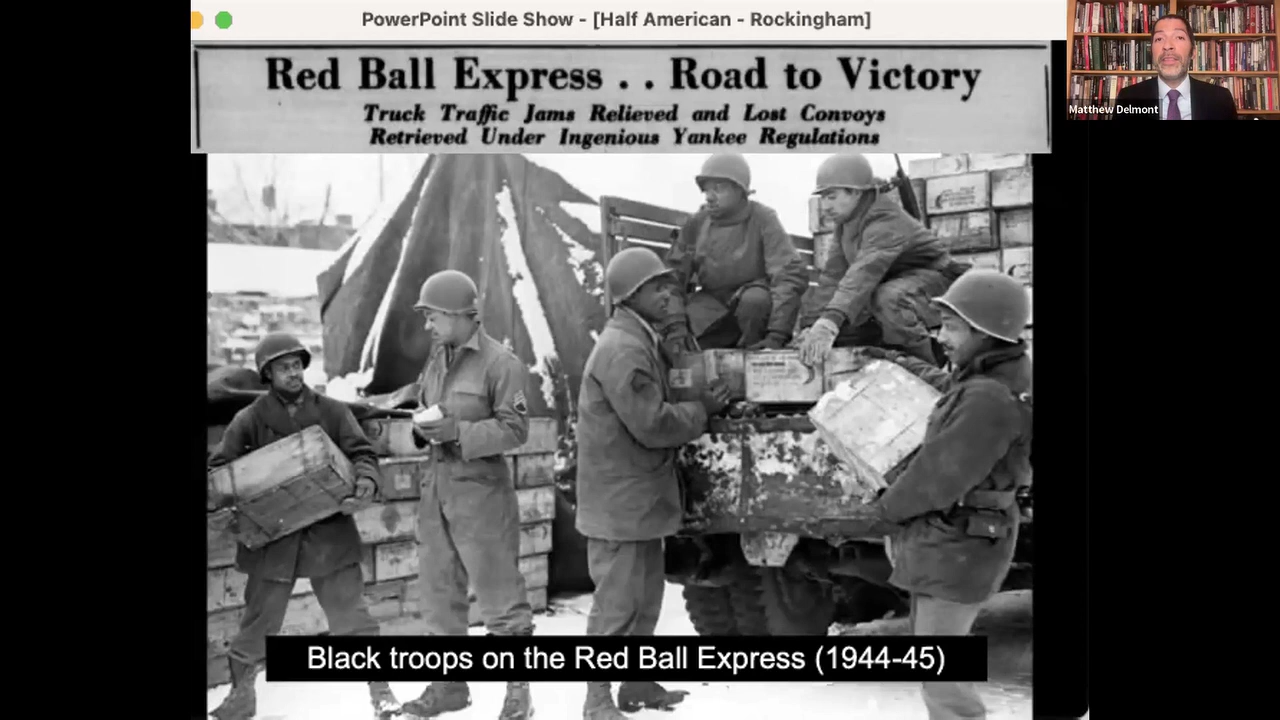 PowerPoint Slide Show - [Half American - Rockingham]
Red Ball Express . . Road to Victory
Truck Traffic Jams Relieved and Lost Convoys
Retrieved Under Ingenious Yankee Regulations
Matthew Delmont
Black troops on the Red Ball Express (1944-45)